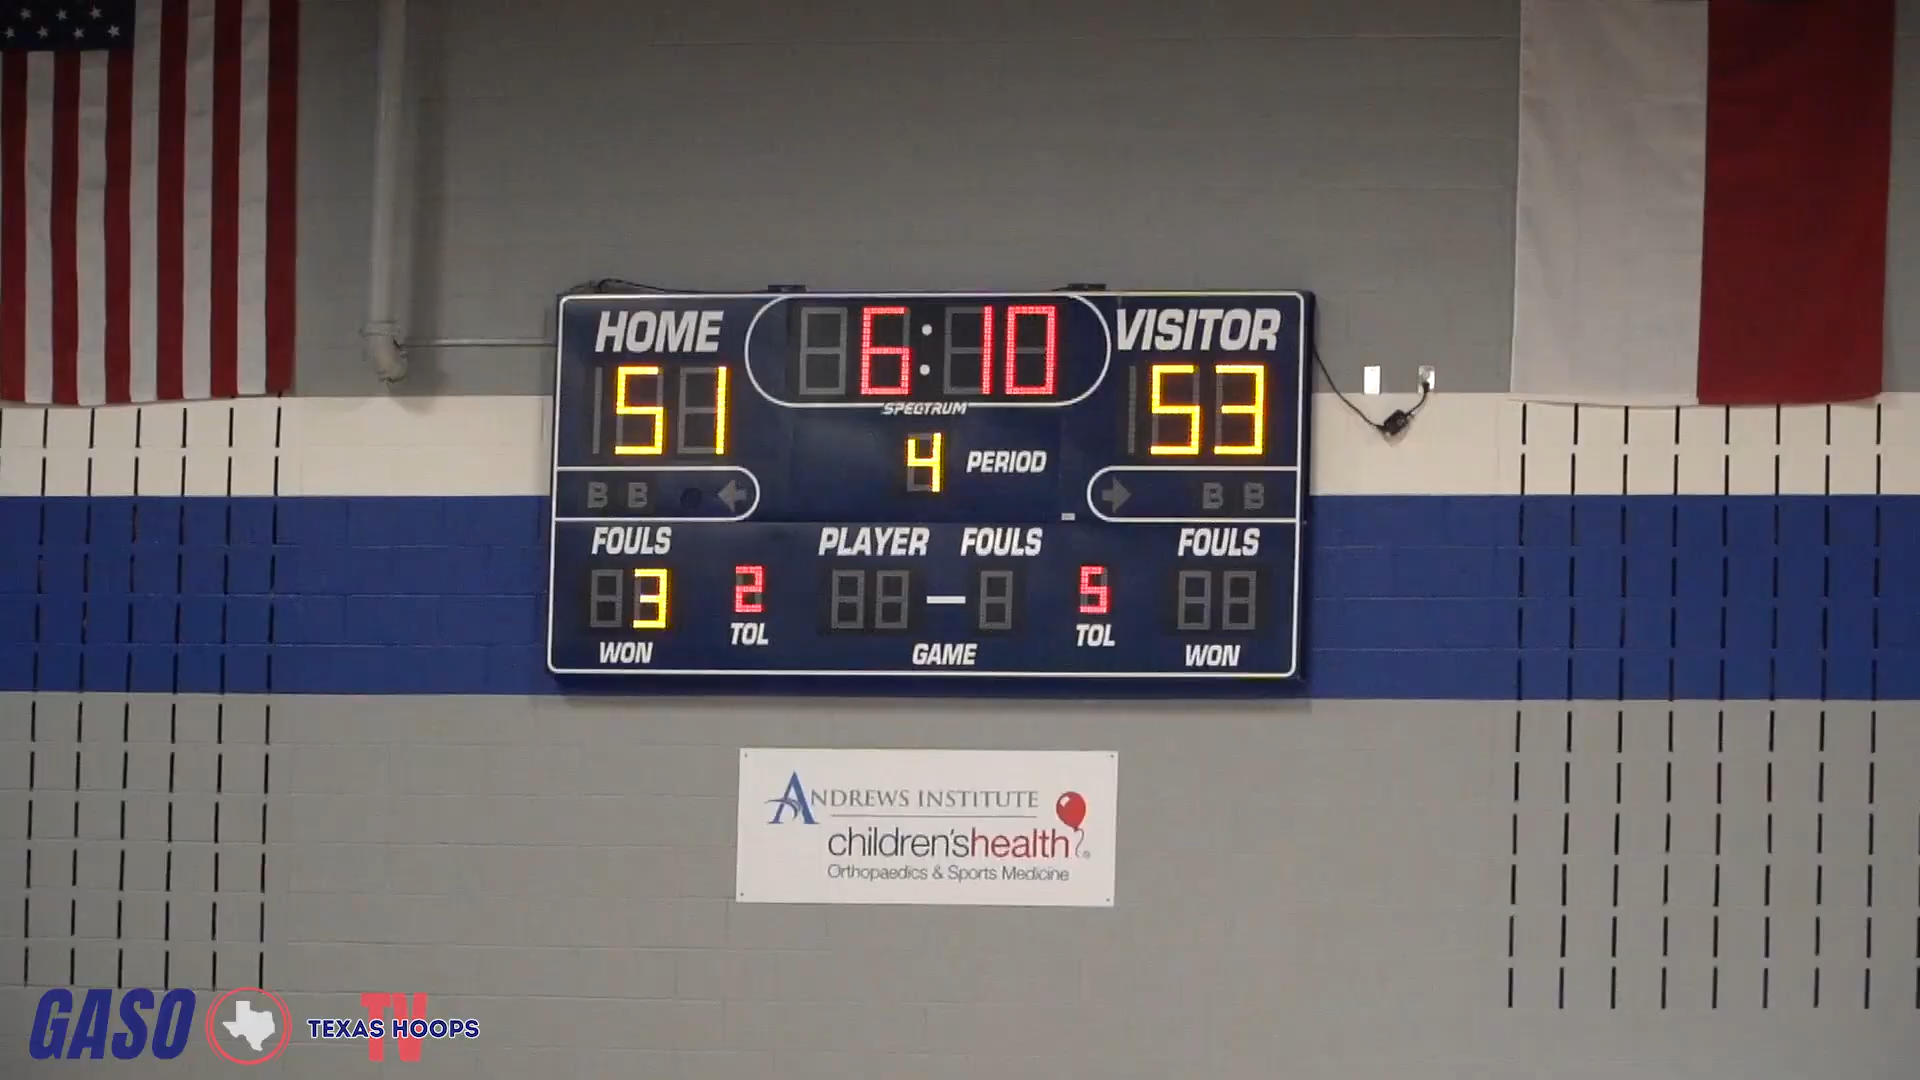 HOME 6:10 VISITOR
51 SPECTRUM 53
4 PERIOD
FOULS PLAYER FOULS FOULS
3 2 5
TOL TOL
WON GAME WON
ANDREWS INSTITUTE
children'shealth
Orthopaedics & Sports Medicine
GASO TEXAS HOOPS TV